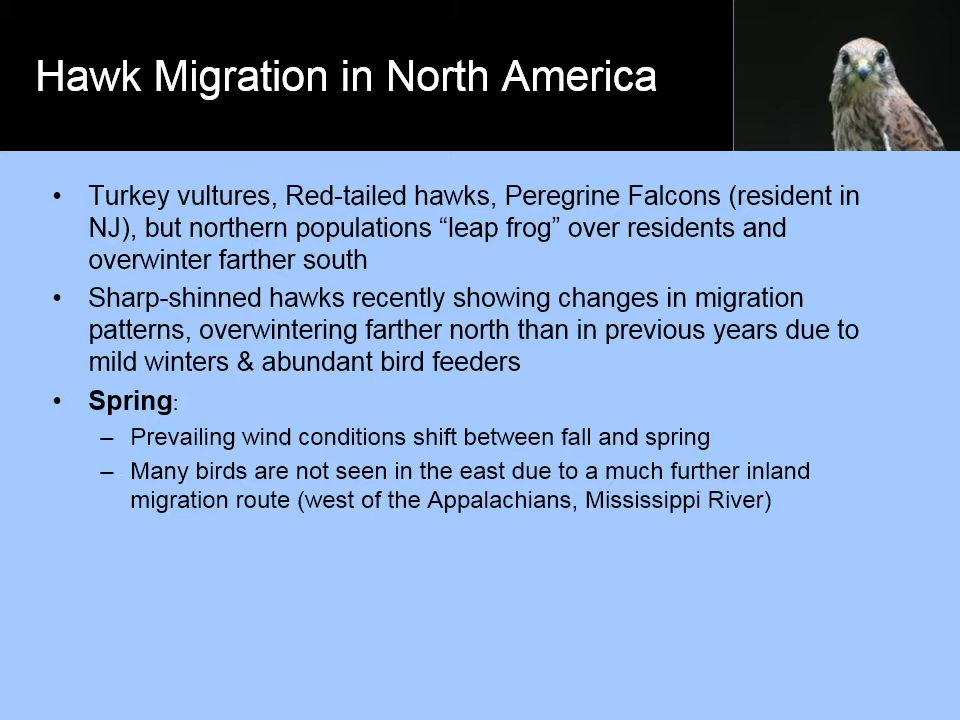 Hawk Migration in North America
• Turkey vultures, Red-tailed hawks, Peregrine Falcons (resident in
NJ), but northern populations “leap frog” over residents and
overwinter farther south
• Sharp-shinned hawks recently showing changes in migration
patterns, overwintering farther north than in previous years due to
mild winters & abundant bird feeders
• Spring:
– Prevailing wind conditions shift between fall and spring
– Many birds are not seen in the east due to a much further inland
migration route (west of the Appalachians, Mississippi River)